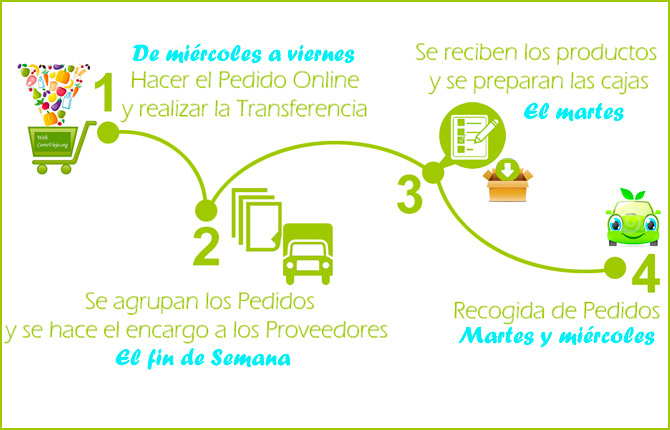 De miércoles a viernes
1
Hacer el Pedido Online
y realizar la Transferencia
Web
2
Se agrupan los Pedidos
y se hace el encargo a los Proveedores
El fin de Semana
Se reciben los productos
y se preparan las cajas
El martes
3
4
Recogida de Pedidos
Martes y miércoles